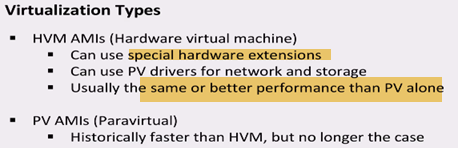 Virtualization Types
▪ HVM AMIs (Hardware virtual machine)
▪ Can use special hardware extensions
▪ Can use PV drivers for network and storage
▪ Usually the same or better performance than PV alone
▪ PV AMIs (Paravirtual)
▪ Historically faster than HVM, but no longer the case